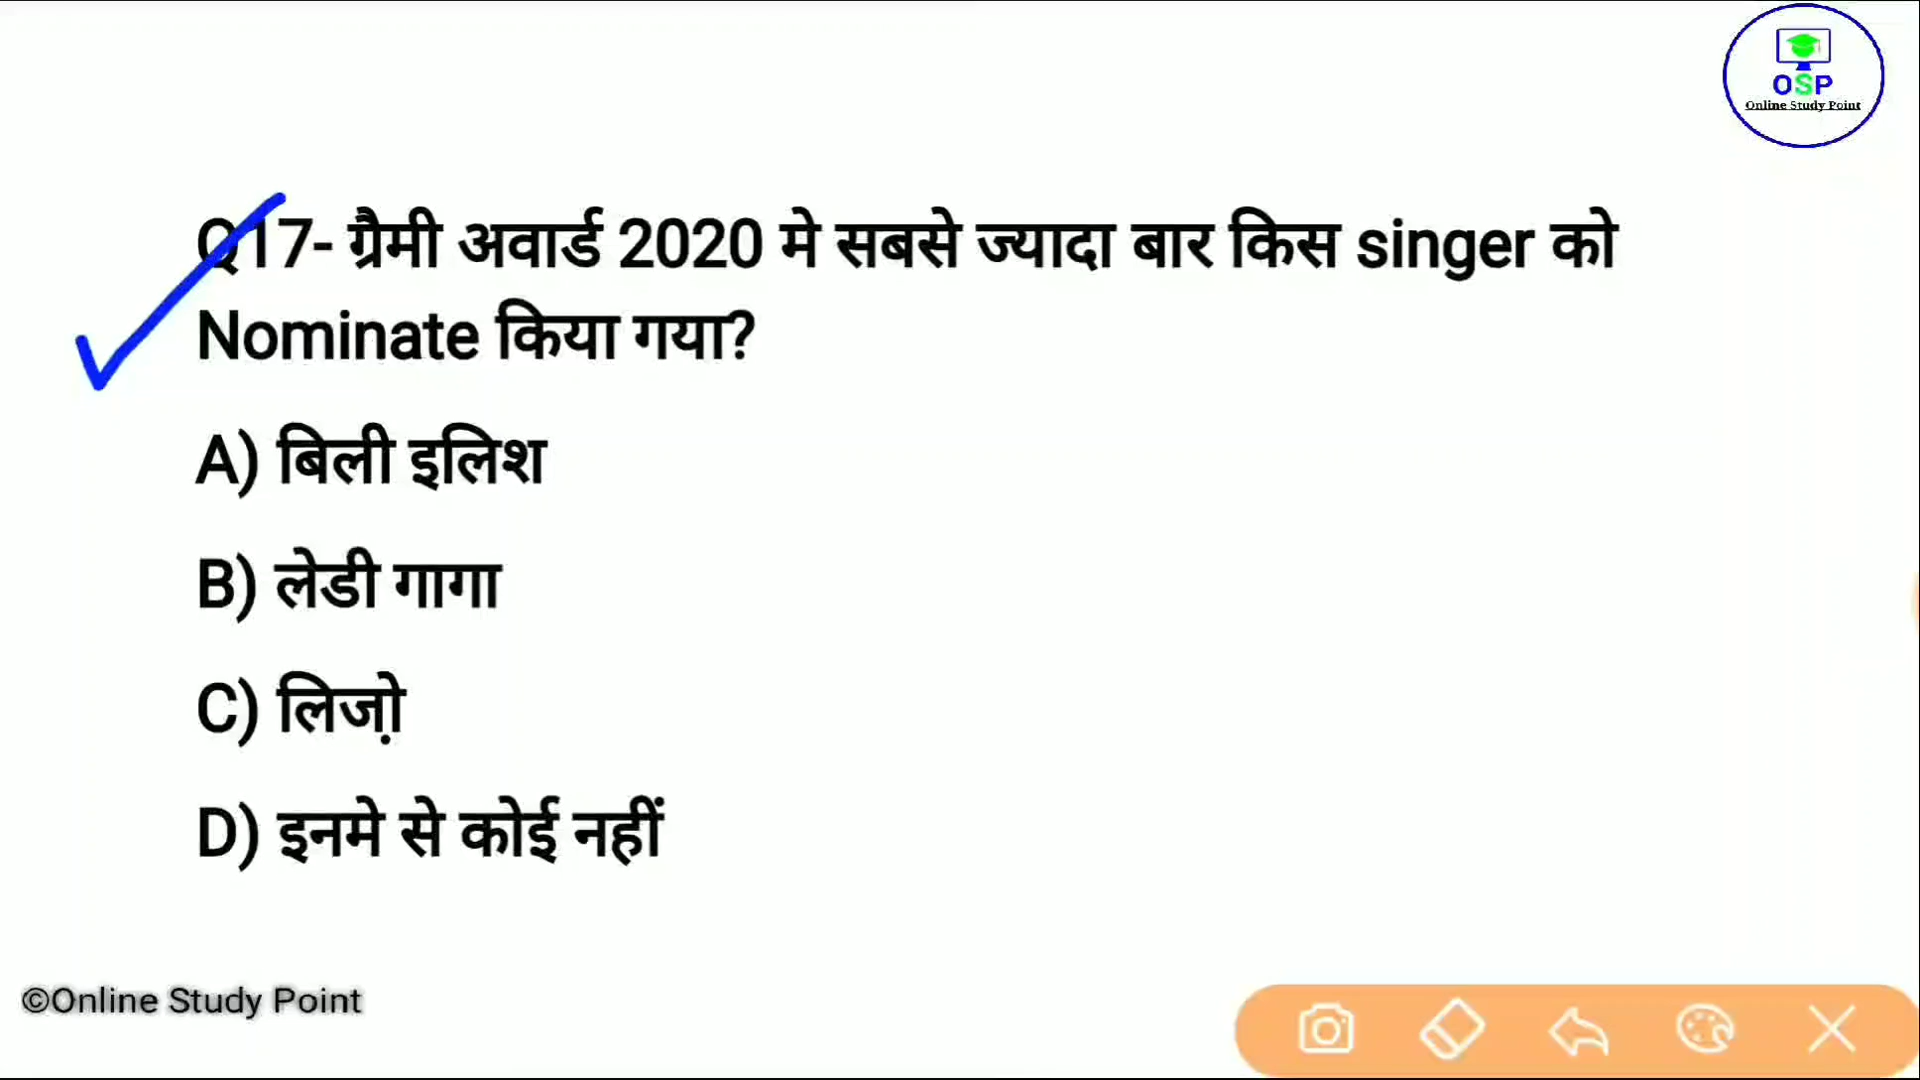 OSP
Online Study Point
Q17- ग्रैमी अवार्ड 2020 मे सबसे ज्यादा बार किस singer को
Nominate किया गया?
A) बिली इलिश
B) लेडी गागा
C) लिजो़
D) इनमे से कोई नहीं
©Online Study Point